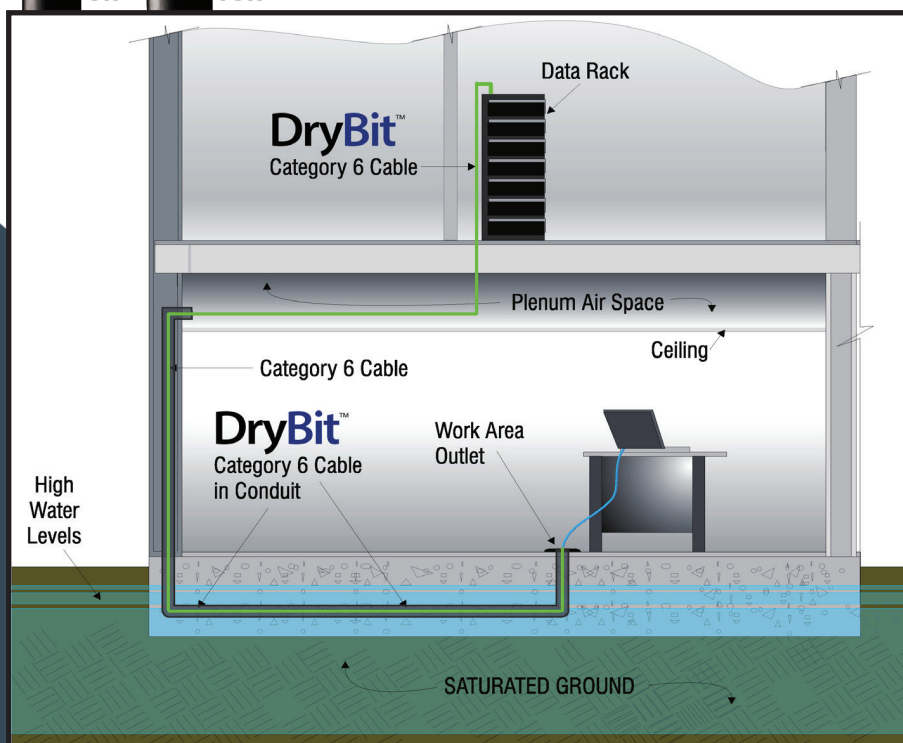 Data Rack
DryBit™
Category 6 Cable
Plenum Air Space
Ceiling
Category 6 Cable
DryBit™
Category 6 Cable
in Conduit
Work Area
Outlet
High
Water
Levels
SATURATED GROUND